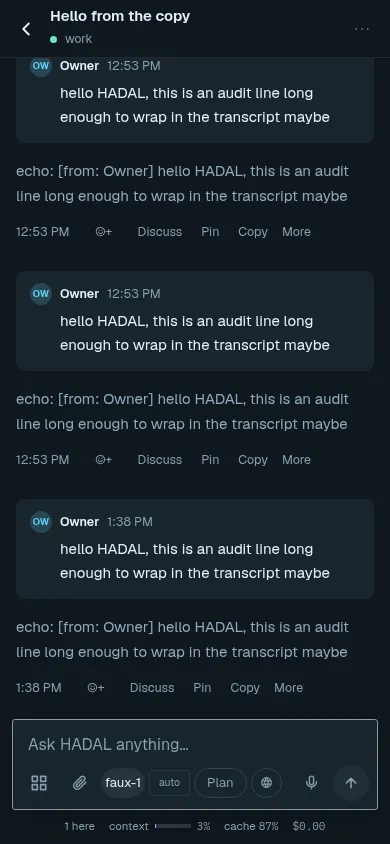 Hello from the copy
work
...
OW Owner 12:53 PM
hello HADAL, this is an audit line long
enough to wrap in the transcript maybe
echo: [from: Owner] hello HADAL, this is an audit
line long enough to wrap in the transcript maybe
12:53 PM Discuss Pin Copy More
OW Owner 12:53 PM
hello HADAL, this is an audit line long
enough to wrap in the transcript maybe
echo: [from: Owner] hello HADAL, this is an audit
line long enough to wrap in the transcript maybe
12:53 PM Discuss Pin Copy More
OW Owner 1:38 PM
hello HADAL, this is an audit line long
enough to wrap in the transcript maybe
echo: [from: Owner] hello HADAL, this is an audit
line long enough to wrap in the transcript maybe
1:38 PM Discuss Pin Copy More
Ask HADAL anything…
faux-1 auto Plan
1 here context 3% cache 87% $0.00